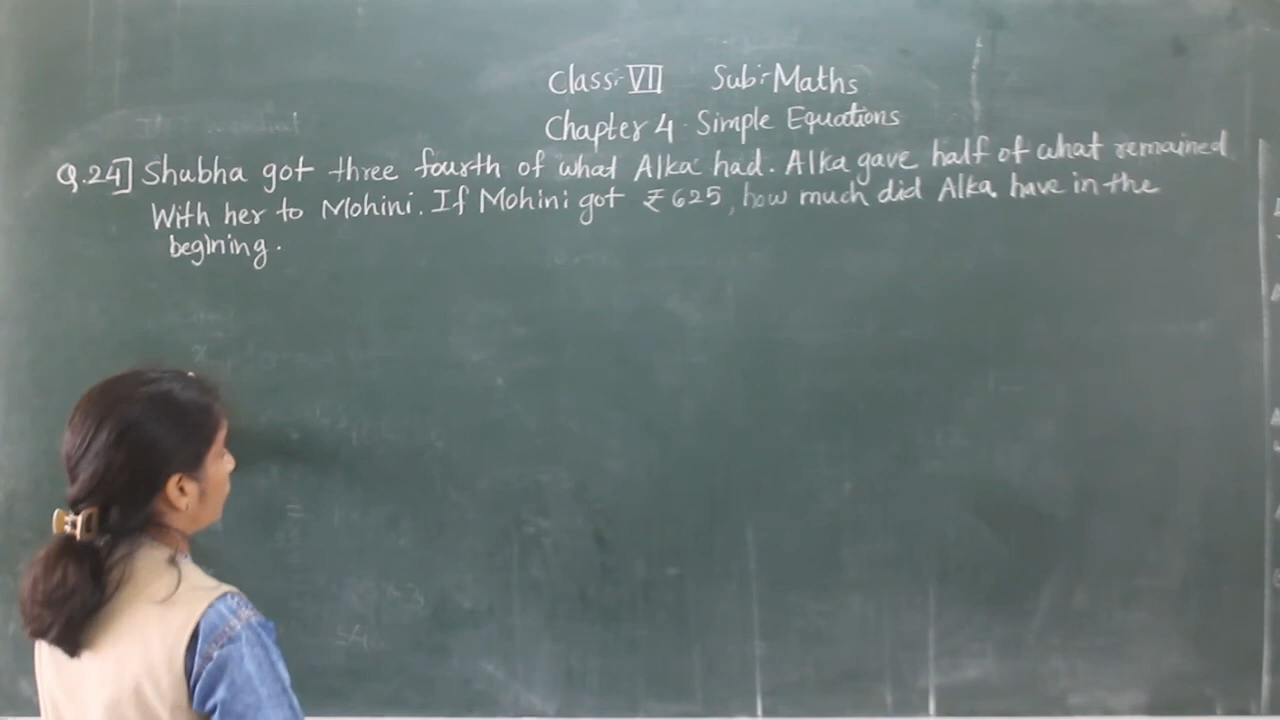 Class:- VII Sub:- Maths
Chapter 4. Simple Equations
Q.24] Shubha got three fourth of what Alka had. Alka gave half of what remained
With her to Mohini. If Mohini got ₹ 625, how much did Alka have in the
begining.